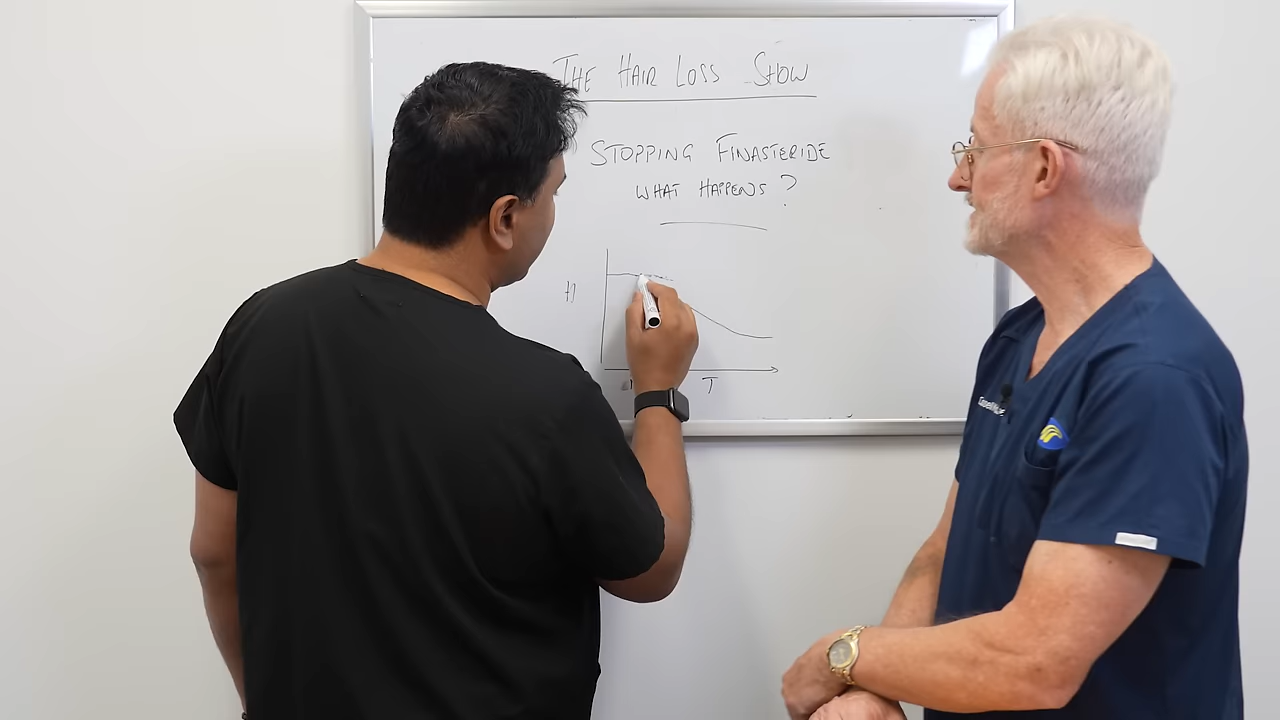 THE HAIR LOSS SHOW
STOPPING FINASTERIDE
WHAT HAPPENS?
H
T